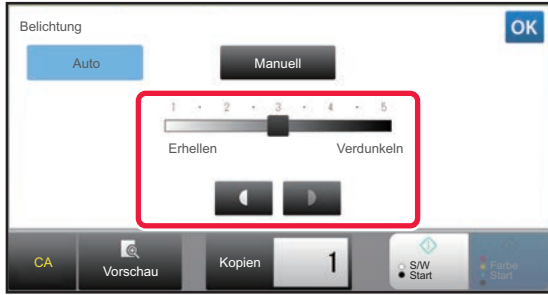 Belichtung
OK
Auto
Manuell
1 · 2 · 3 · 4 · 5
Erhellen
Verdunkeln
CA
Vorschau
Kopien
1
S/W
Start
Farbe
Start